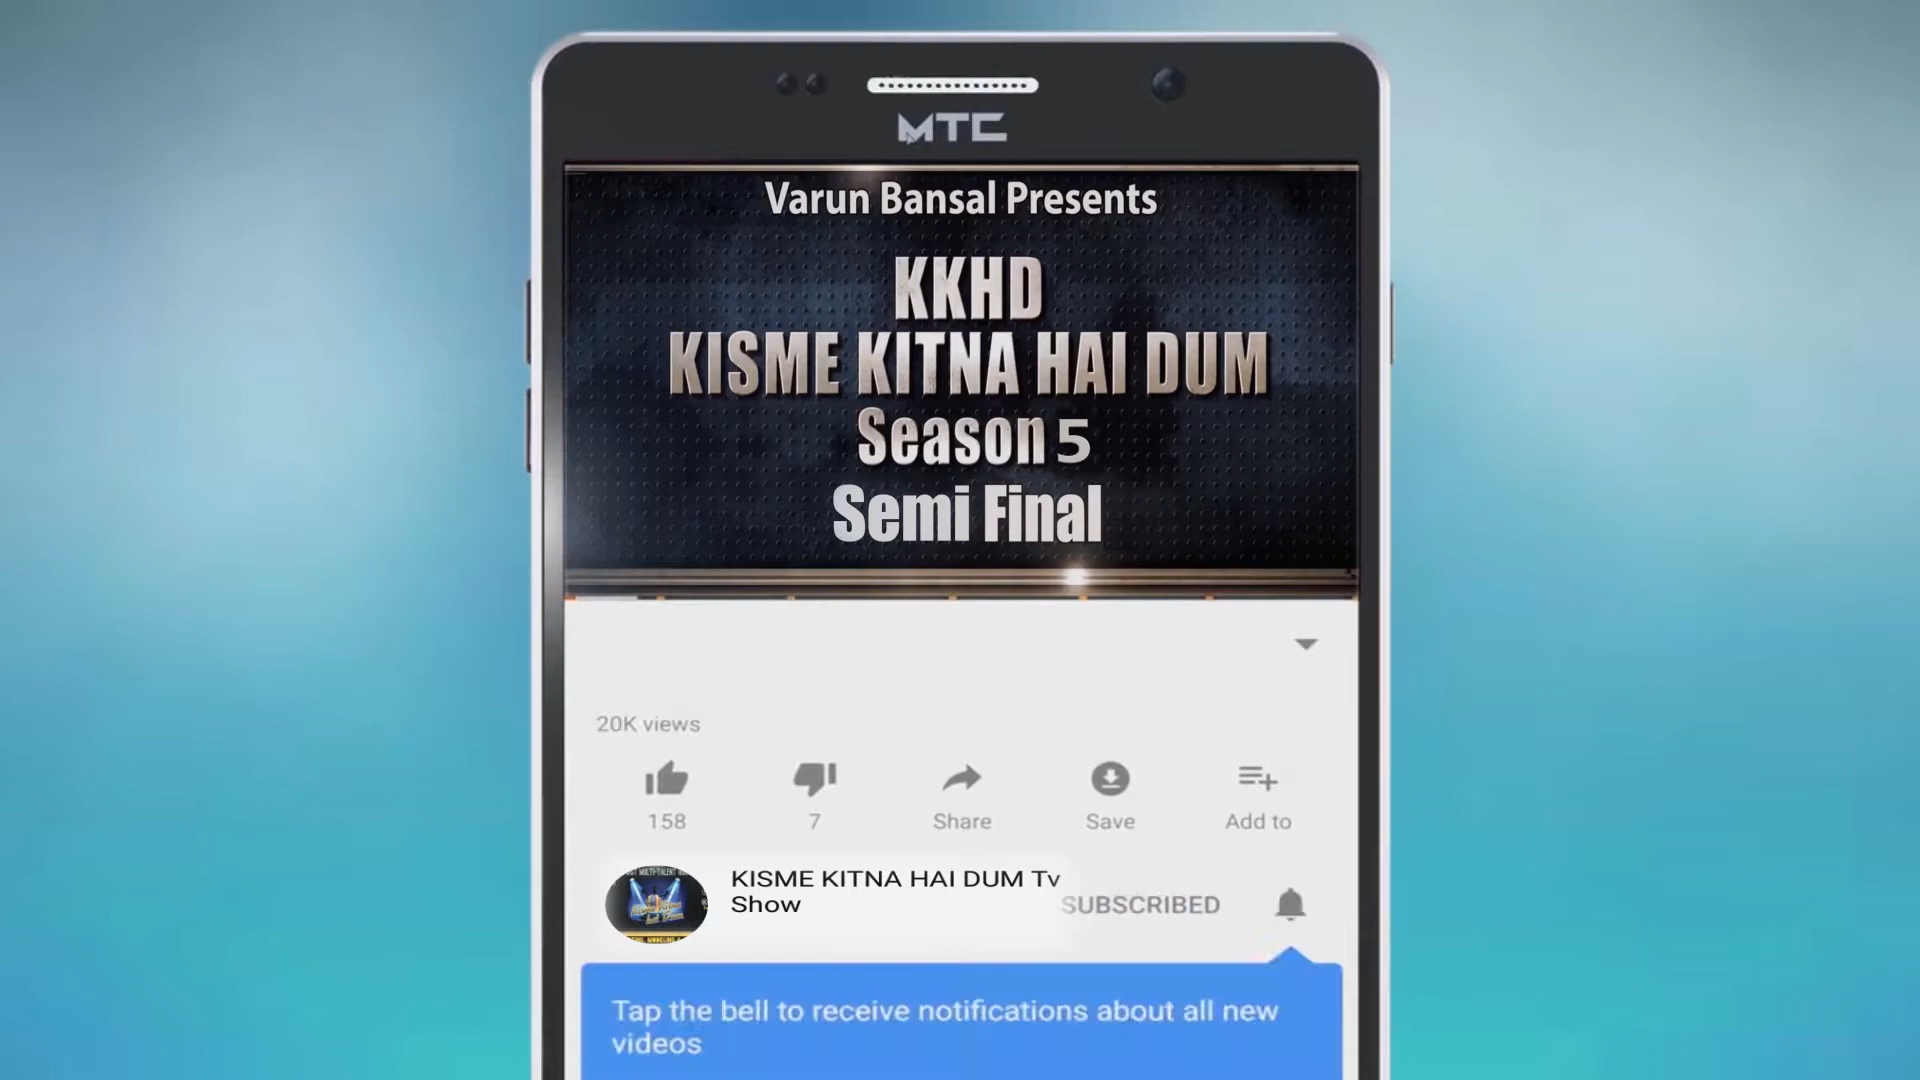 MTC
Varun Bansal Presents
KKHD
KISME KITNA HAI DUM
Season 5
Semi Final
20K views
158
7
Share
Save
Add to
KISME KITNA HAI DUM Tv
Show
SUBSCRIBED
Tap the bell to receive notifications about all new
videos